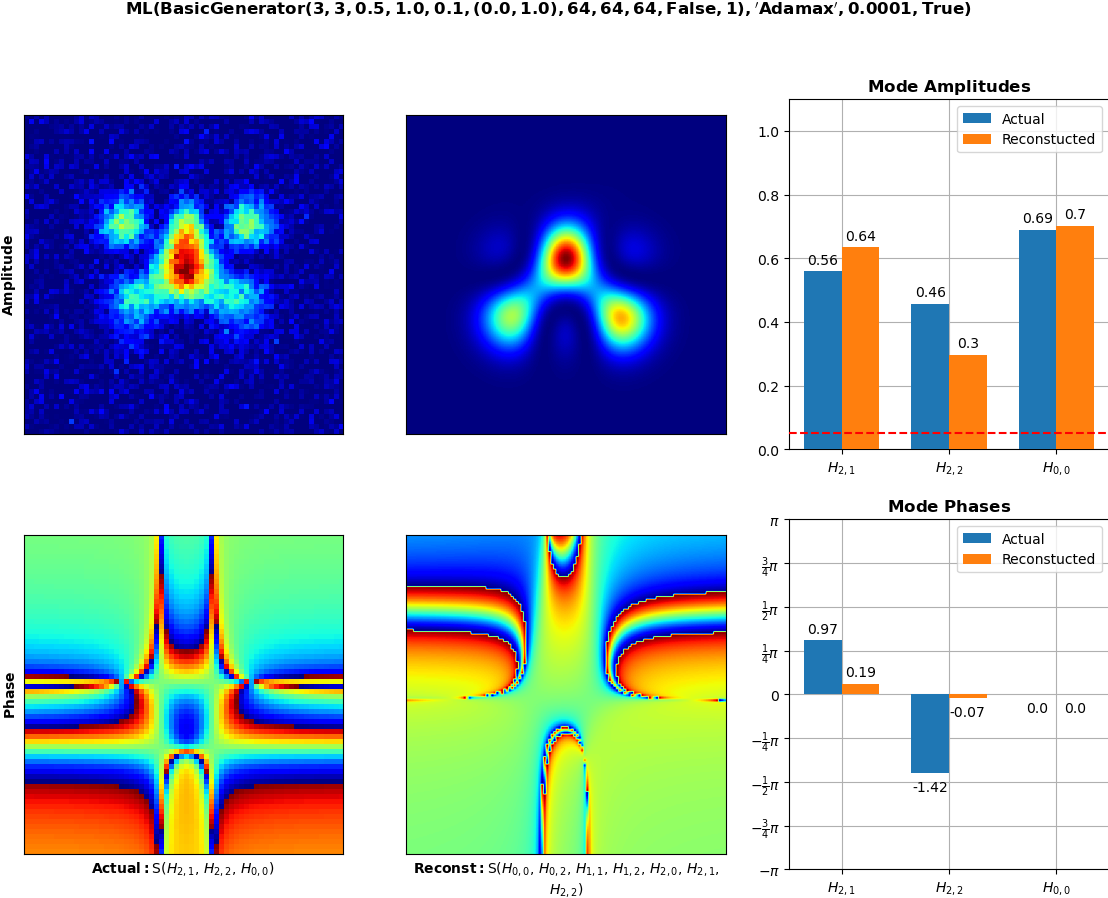 ML(BasicGenerator(3, 3, 0.5, 1.0, 0.1, (0.0, 1.0), 64, 64, 64, False, 1), 'Adamax', 0.0001, True)
Amplitude
Mode Amplitudes
Actual
Reconstucted
1.0
0.8
0.6
0.4
0.2
0.0
0.56
0.64
0.46
0.3
0.69
0.7
H2,1
H2,2
H0,0
Phase
Actual: S(H2,1, H2,2, H0,0)
Reconst: S(H0,0, H0,2, H1,1, H1,2, H2,0, H2,1,
H2,2)
Mode Phases
Actual
Reconstucted
π
3/4π
1/2π
1/4π
0
−1/4π
−1/2π
−3/4π
−π
0.97
0.19
-1.42
-0.07
0.0
0.0
H2,1
H2,2
H0,0